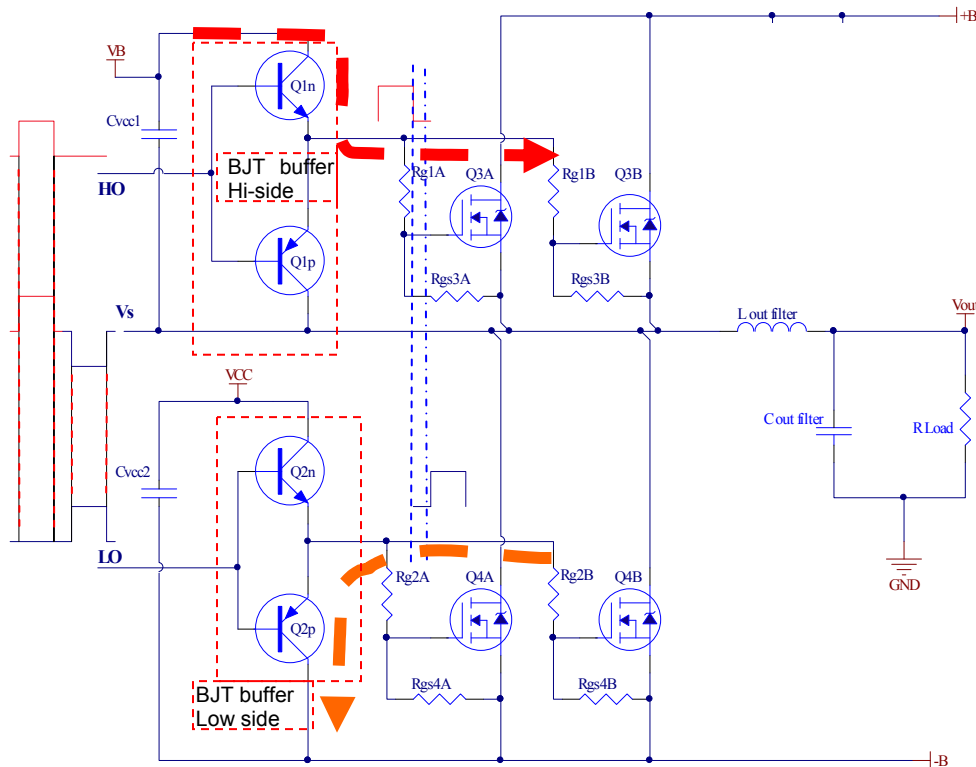 +B
VB
Q1n
Cvcc1
BJT buffer
Hi-side
HO
Rg1A
Q3A
Rg1B
Q3B
Q1p
Rgs3A
Rgs3B
Vs
L out filter
Vout
VCC
C out filter
R Load
Cvcc2
Q2n
LO
Rg2A
Q4A
Rg2B
Q4B
GND
Q2p
Rgs4A
Rgs4B
BJT buffer
Low side
-B